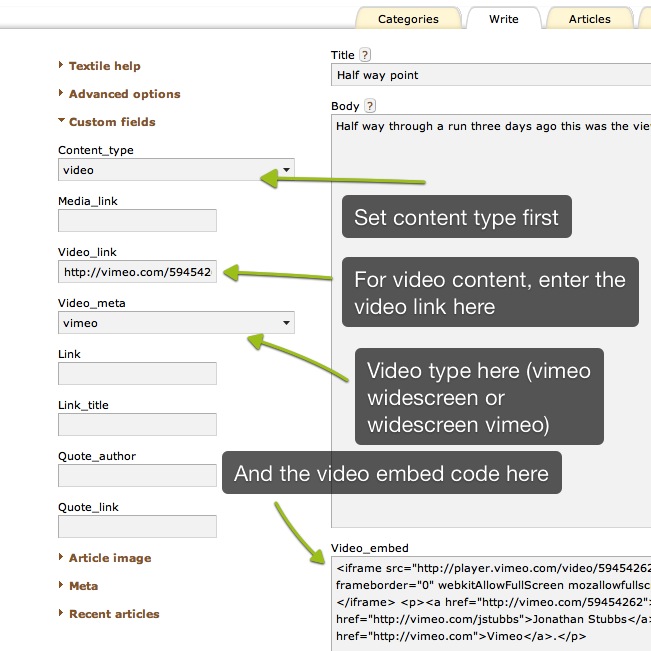 Categories
Write
Articles
Textile help
Advanced options
Custom fields
Content_type
video
Media_link
Video_link
http://vimeo.com/594542
Video_meta
vimeo
Link
Link_title
Quote_author
Quote_link
Article image
Meta
Recent articles
Title ?
Half way point
Body ?
Half way through a run three days ago this was the vie
Set content type first
For video content, enter the
video link here
Video type here (vimeo
widescreen or
widescreen vimeo)
And the video embed code here
Video_embed
<iframe src="http://player.vimeo.com/video/59454262
frameborder="0" webkitAllowFullScreen mozallowfullsc
</iframe> <p><a href="http://vimeo.com/59454262">
href="http://vimeo.com/jstubbs">Jonathan Stubbs</a>
href="http://vimeo.com">Vimeo</a>.</p>